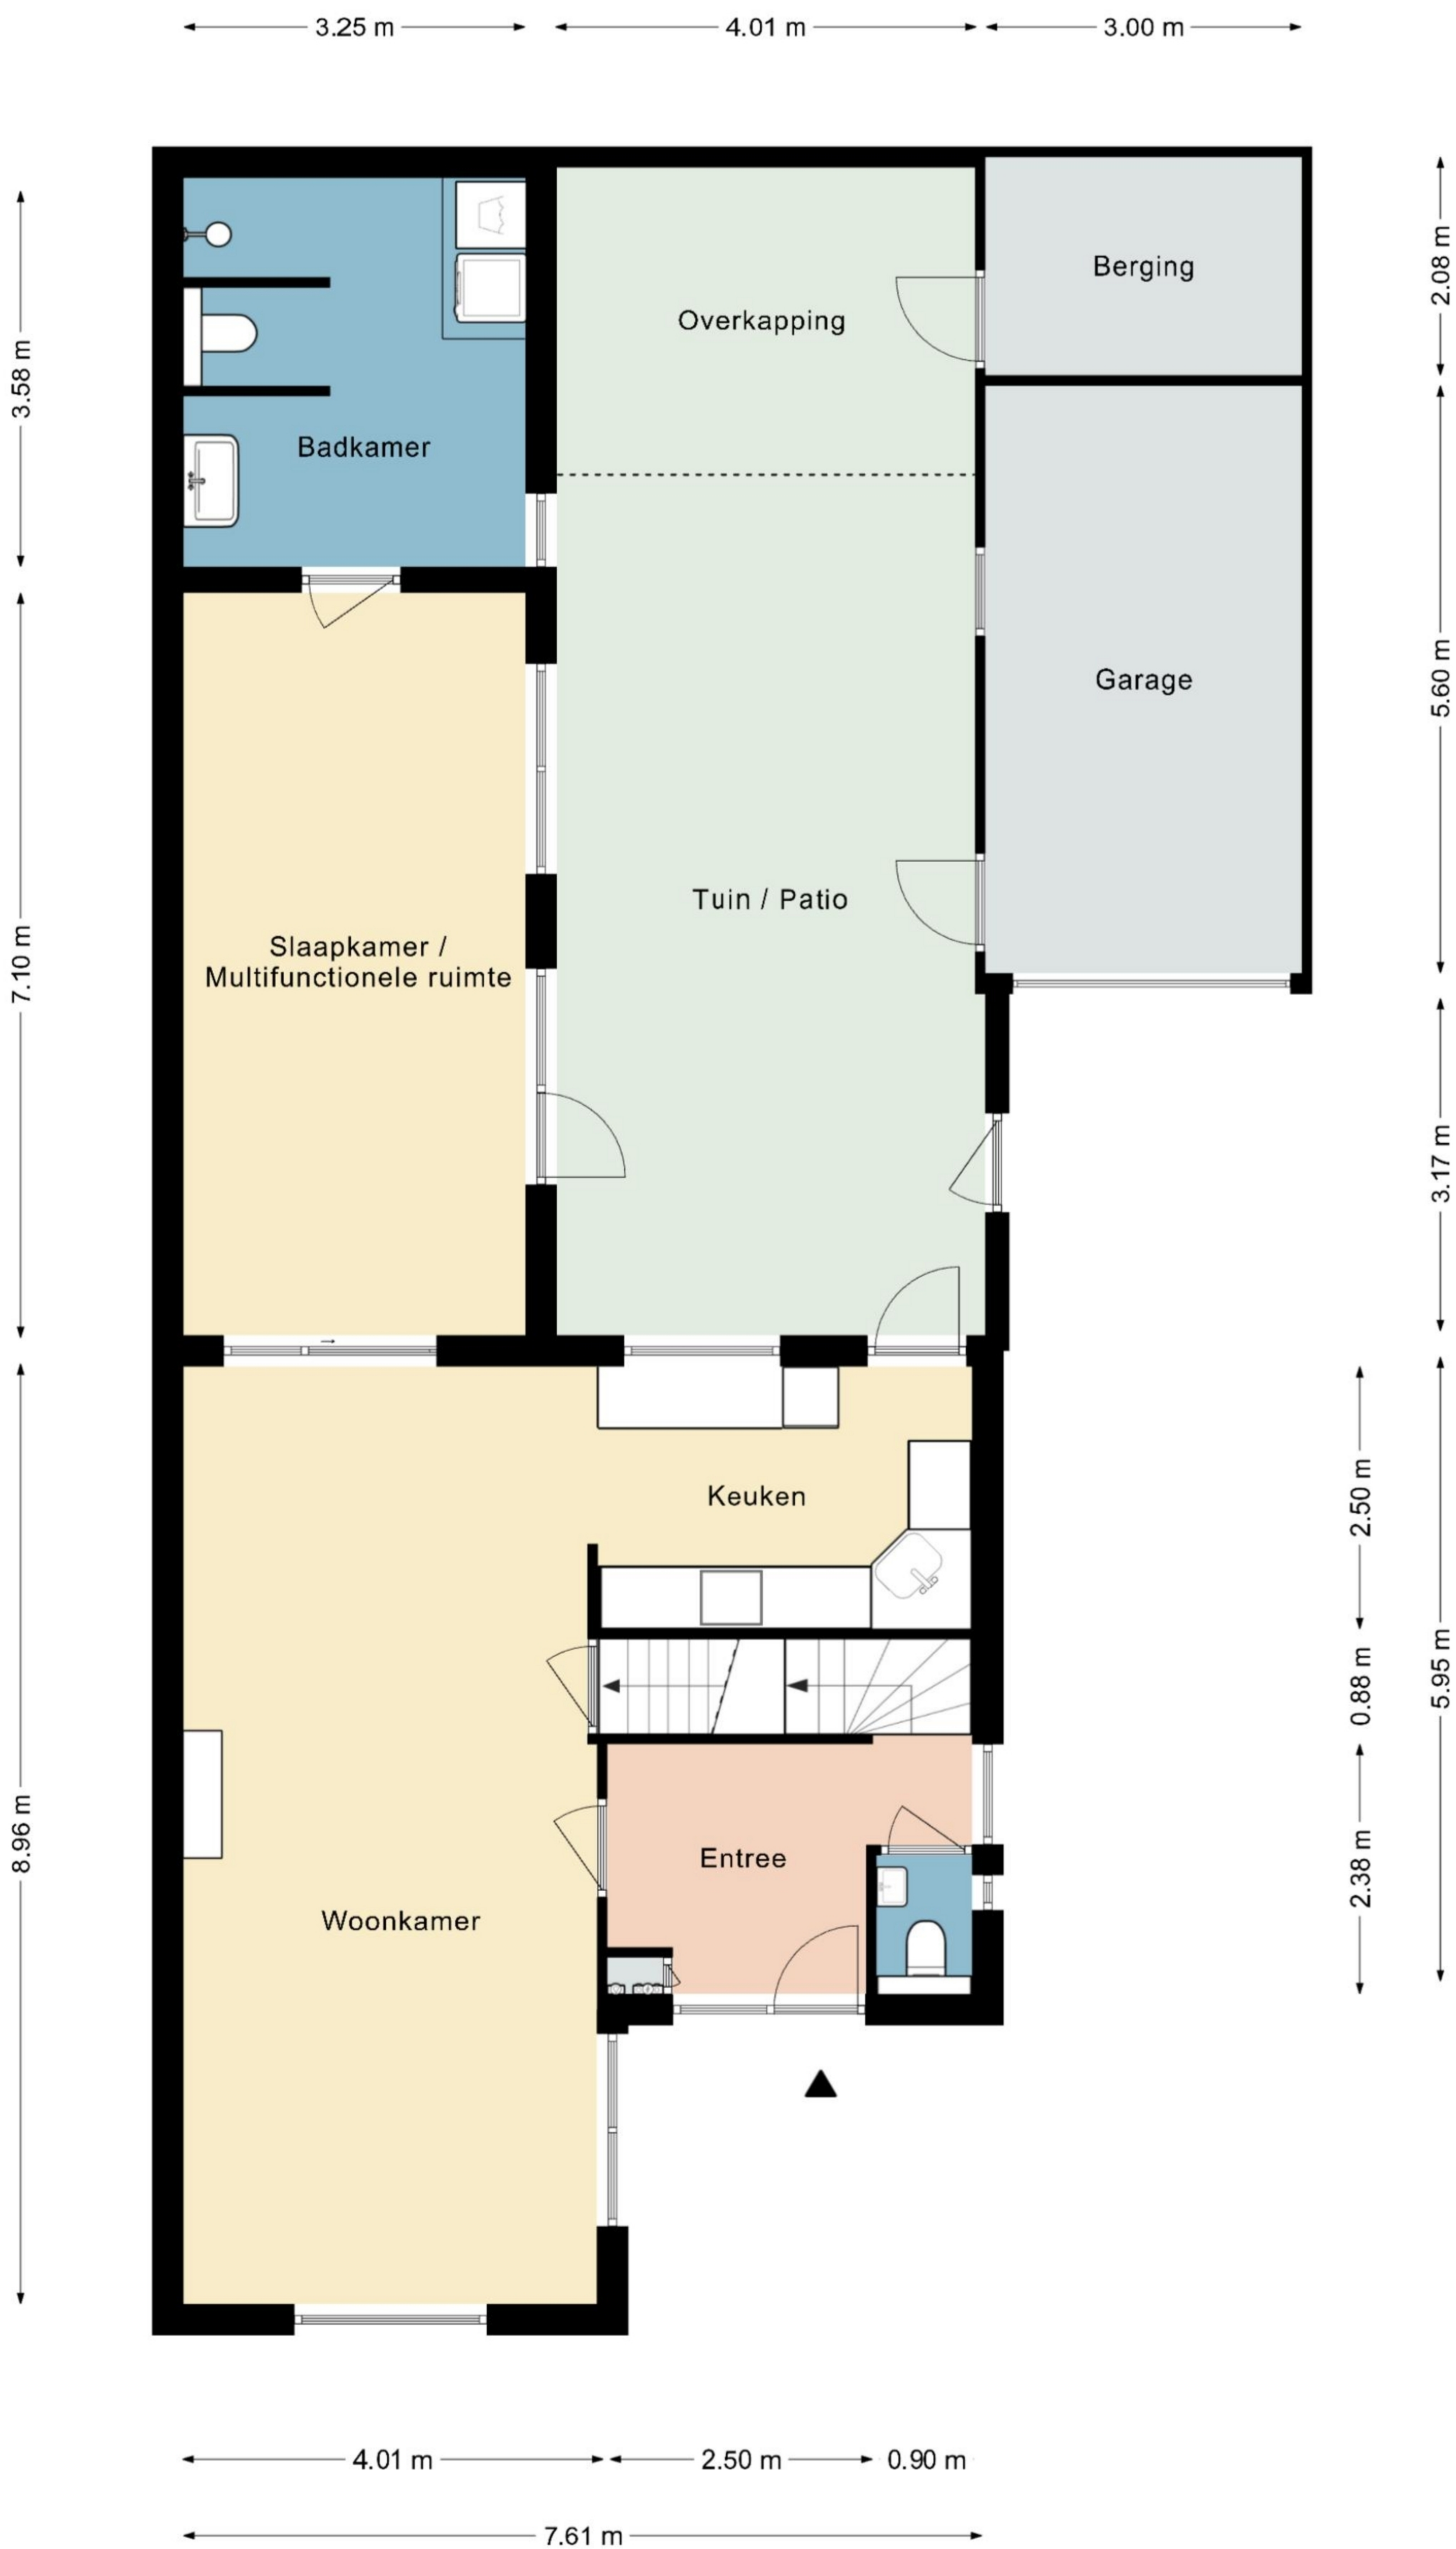 3.25 m
4.01 m
3.00 m
Berging
2.08 m
Overkapping
3.58 m
Badkamer
Garage
5.60 m
Tuin / Patio
Slaapkamer /
Multifunctionele ruimte
7.10 m
3.17 m
Keuken
2.50 m
0.88 m
5.95 m
Entree
2.38 m
8.96 m
Woonkamer
4.01 m
2.50 m
0.90 m
7.61 m